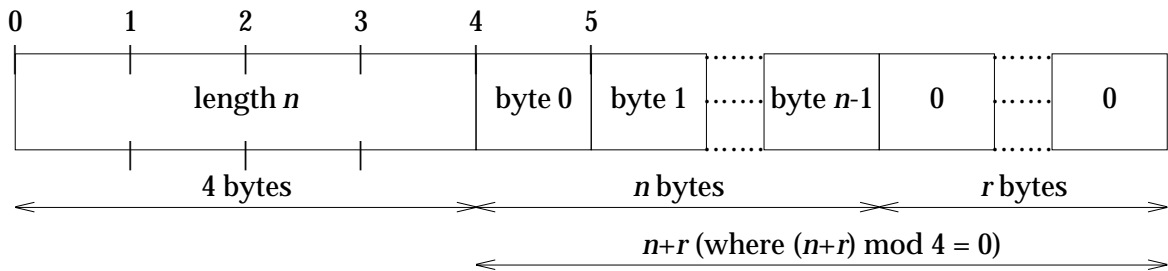 0 1 2 3 4 5
length n byte 0 byte 1 byte n-1 0 0
4 bytes n bytes r bytes
n+r (where (n+r) mod 4 = 0)